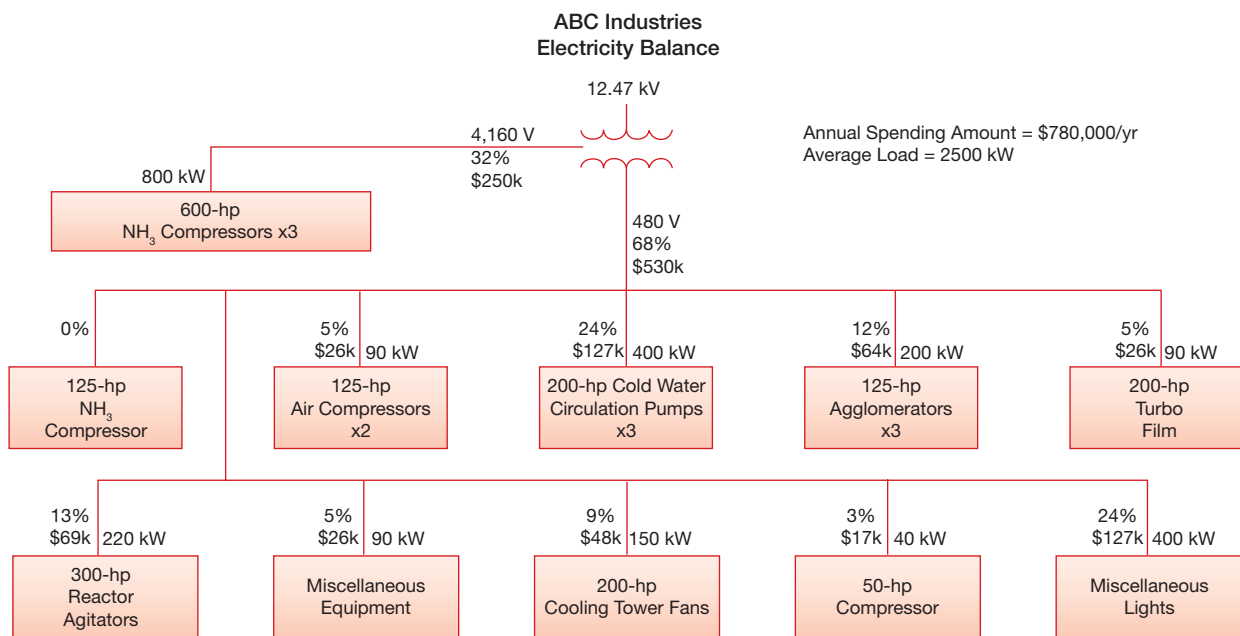 ABC Industries
Electricity Balance
12.47 kV
Annual Spending Amount = $780,000/yr
Average Load = 2500 kW
4,160 V
32%
$250k
800 kW
600-hp
NH₃ Compressors x3
480 V
68%
$530k
0%
125-hp
NH₃
Compressor
5%
$26k 90 kW
125-hp
Air Compressors
x2
24%
$127k 400 kW
200-hp Cold Water
Circulation Pumps
x3
12%
$64k 200 kW
125-hp
Agglomerators
x3
5%
$26k 90 kW
200-hp
Turbo
Film
13%
$69k 220 kW
300-hp
Reactor
Agitators
5%
$26k 90 kW
Miscellaneous
Equipment
9%
$48k 150 kW
200-hp
Cooling Tower Fans
3%
$17k 40 kW
50-hp
Compressor
24%
$127k 400 kW
Miscellaneous
Lights